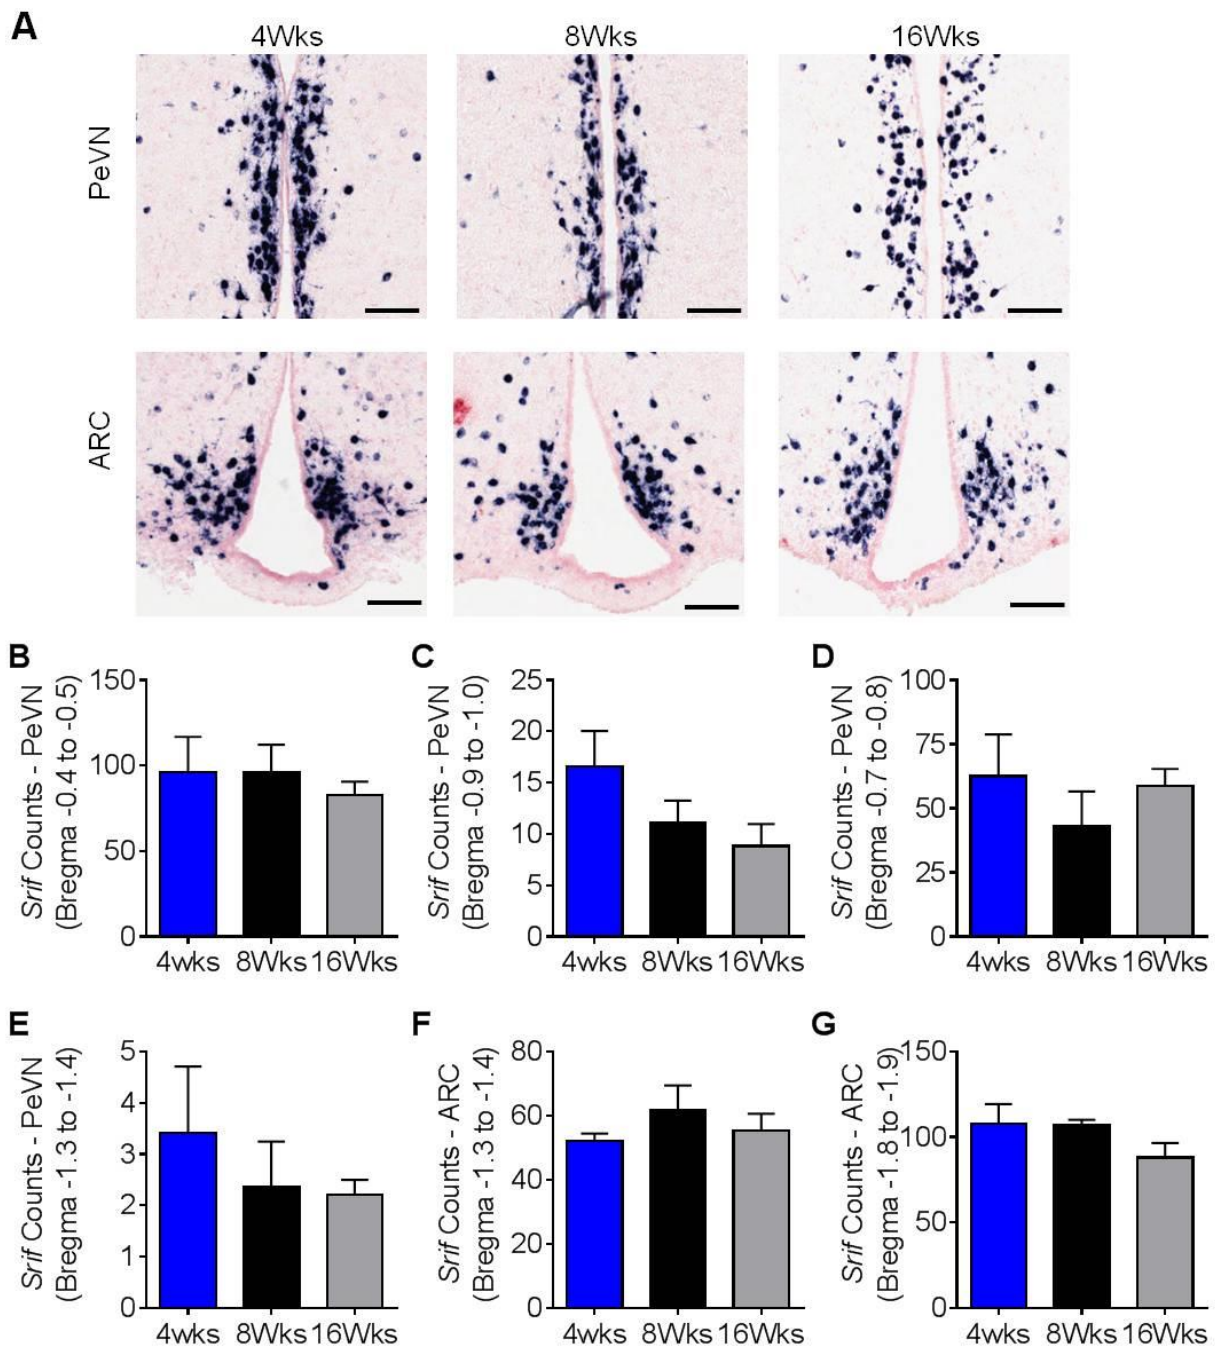 A
4Wks 8Wks 16Wks
PeVN
ARC
B
Srif Counts - PeVN
(Bregma -0.4 to -0.5)
150
100
50
0
4wks 8Wks 16Wks
C
Srif Counts - PeVN
(Bregma -0.9 to -1.0)
25
20
15
10
5
0
4wks 8Wks 16Wks
D
Srif Counts - PeVN
(Bregma -0.7 to -0.8)
100
75
50
25
0
4wks 8Wks 16Wks
E
Srif Counts - PeVN
(Bregma -1.3 to -1.4)
5
4
3
2
1
0
4wks 8Wks 16Wks
F
Srif Counts - ARC
(Bregma -1.3 to -1.4)
80
60
40
20
0
4wks 8Wks 16Wks
G
Srif Counts - ARC
(Bregma -1.8 to -1.9)
150
100
50
0
4wks 8Wks 16Wks